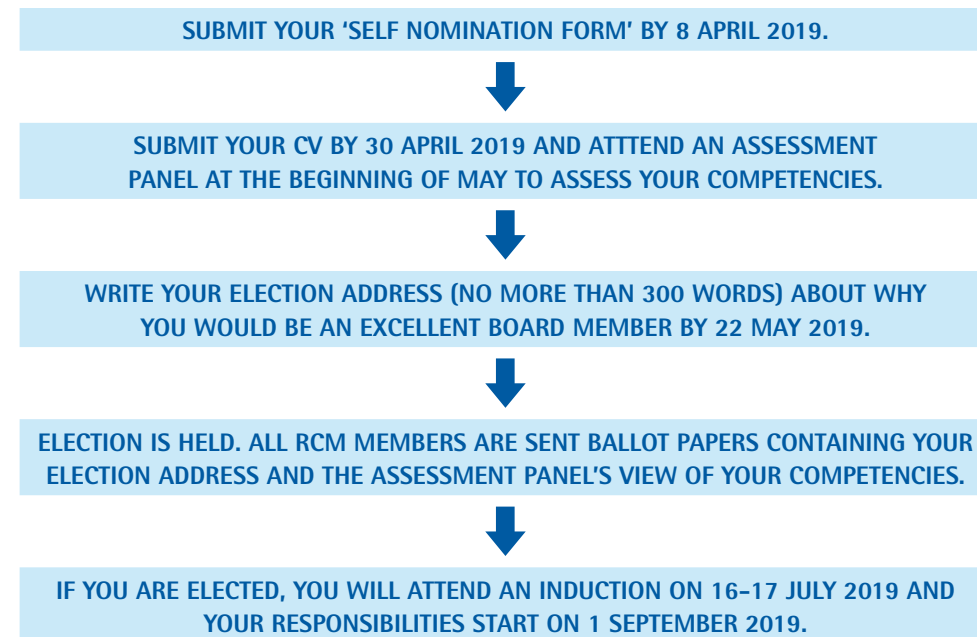 SUBMIT YOUR ‘SELF NOMINATION FORM’ BY 8 APRIL 2019.
SUBMIT YOUR CV BY 30 APRIL 2019 AND ATTTEND AN ASSESSMENT
PANEL AT THE BEGINNING OF MAY TO ASSESS YOUR COMPETENCIES.
WRITE YOUR ELECTION ADDRESS (NO MORE THAN 300 WORDS) ABOUT WHY
YOU WOULD BE AN EXCELLENT BOARD MEMBER BY 22 MAY 2019.
ELECTION IS HELD. ALL RCM MEMBERS ARE SENT BALLOT PAPERS CONTAINING YOUR
ELECTION ADDRESS AND THE ASSESSMENT PANEL’S VIEW OF YOUR COMPETENCIES.
IF YOU ARE ELECTED, YOU WILL ATTEND AN INDUCTION ON 16-17 JULY 2019 AND
YOUR RESPONSIBILITIES START ON 1 SEPTEMBER 2019.